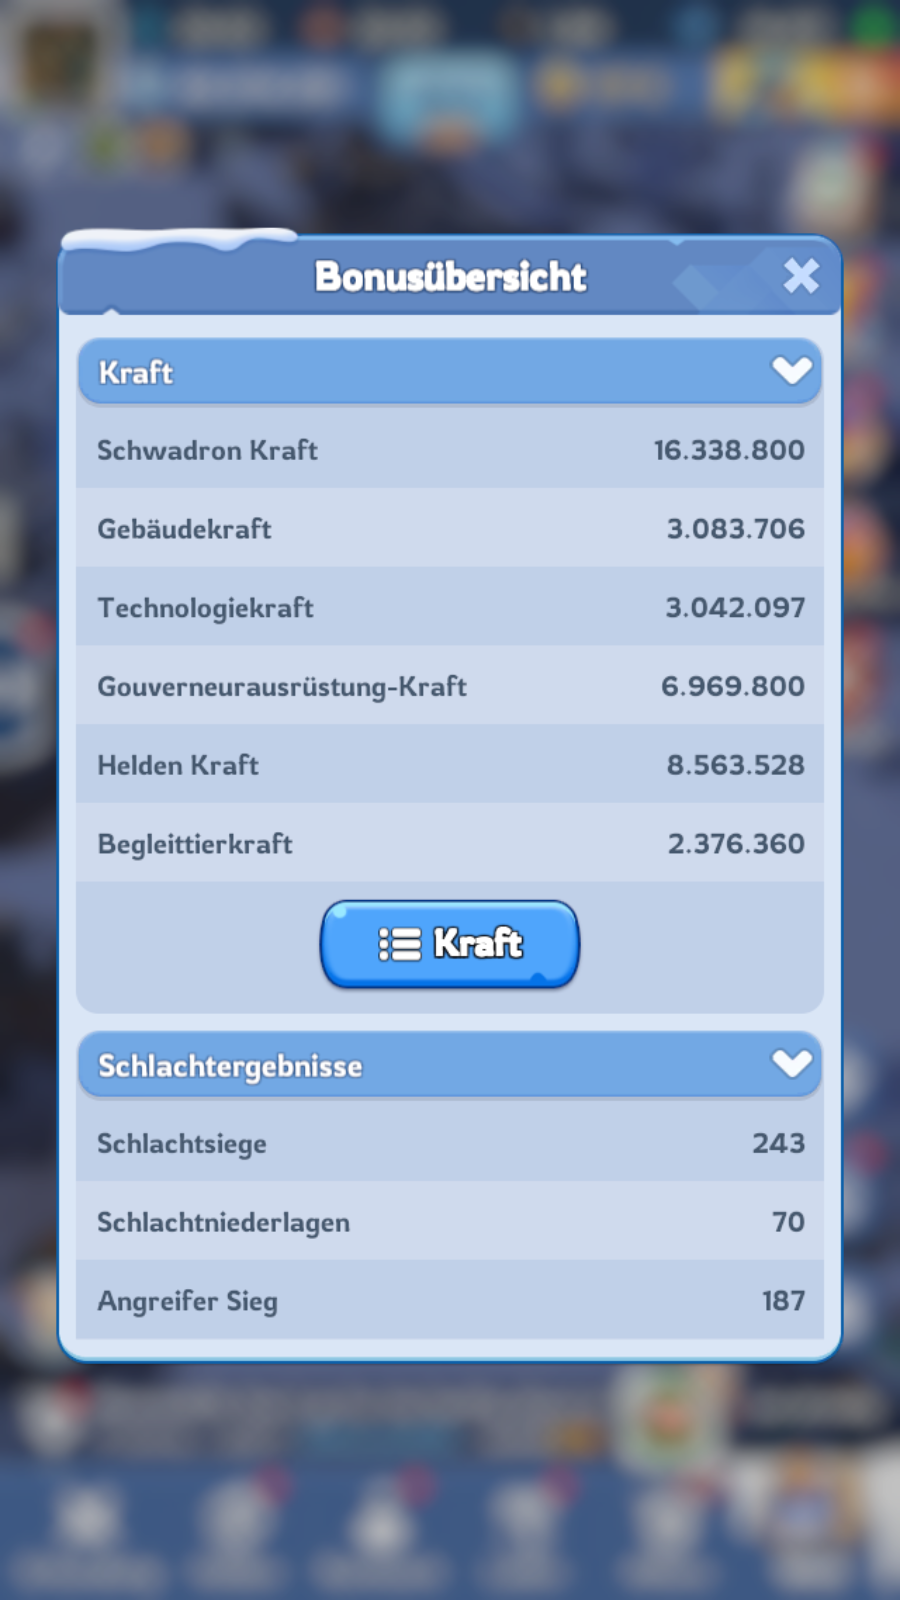 Bonusübersicht
Kraft
Schwadron Kraft 16.338.800
Gebäudekraft 3.083.706
Technologiekraft 3.042.097
Gouverneurausrüstung-Kraft 6.969.800
Helden Kraft 8.563.528
Begleittierkraft 2.376.360
Kraft
Schlachtergebnisse
Schlachtsiege 243
Schlachtniederlagen 70
Angreifer Sieg 187